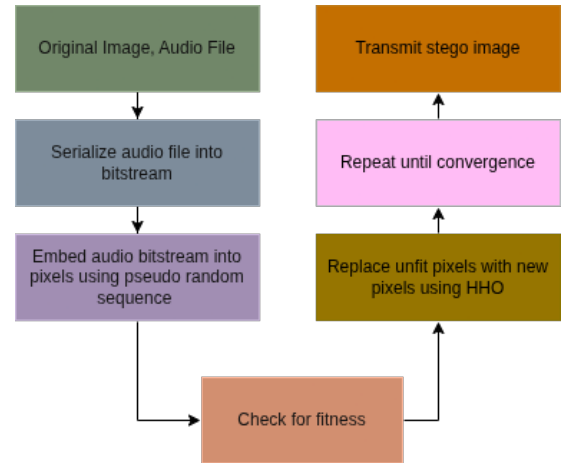 Original Image, Audio File
Serialize audio file into
bitstream
Embed audio bitstream into
pixels using pseudo random
sequence
Check for fitness
Replace unfit pixels with new
pixels using HHO
Repeat until convergence
Transmit stego image